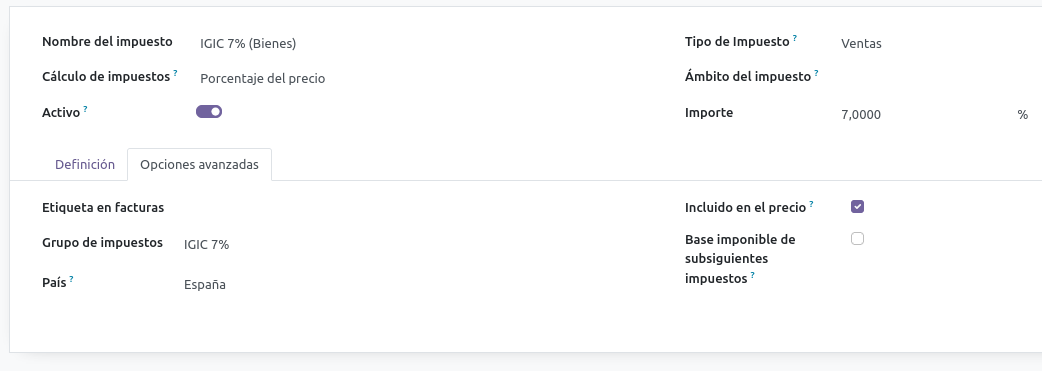 Nombre del impuesto IGIC 7% (Bienes)
Tipo de Impuesto ? Ventas
Cálculo de impuestos ? Porcentaje del precio
Ámbito del impuesto ?
Activo ?
Importe 7,0000 %
Definición Opciones avanzadas
Etiqueta en facturas
Incluido en el precio ?
Grupo de impuestos IGIC 7%
Base imponible de
subsiguientes
impuestos ?
País ? España